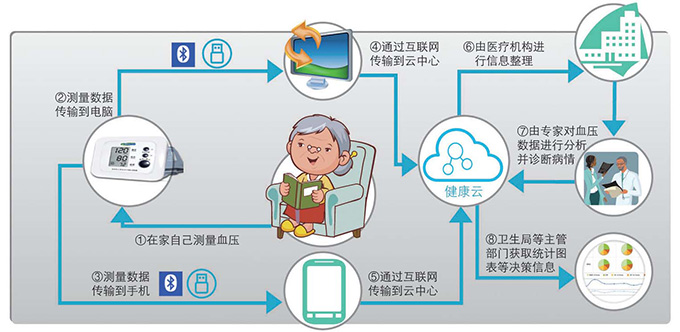 ①在家自己测量血压
②测量数据
传输到电脑
③测量数据
传输到手机
④通过互联网
传输到云中心
⑤通过互联网
传输到云中心
健康云
⑥由医疗机构进
行信息整理
⑦由专家对血压
数据进行分析
并诊断病情
⑧卫生局等主管
部门获取统计图
表等决策信息
120
80